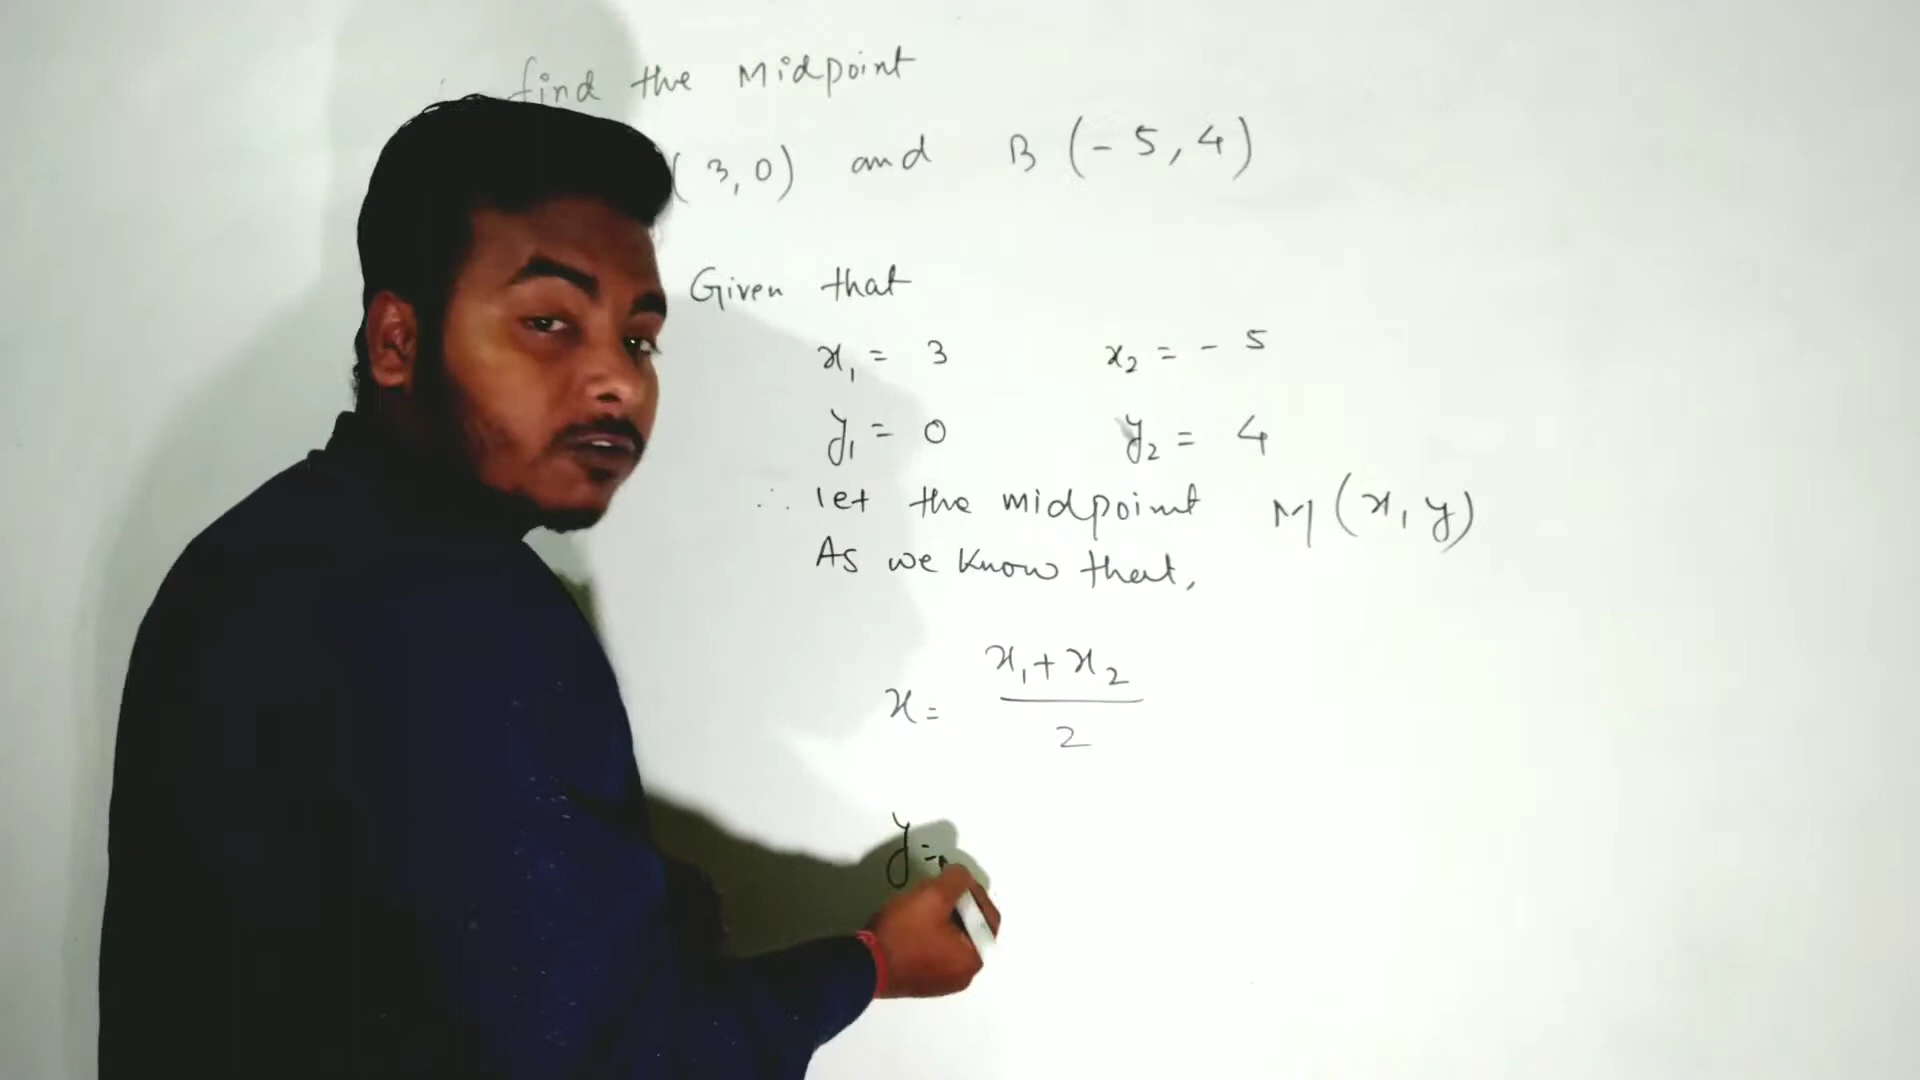 find the Midpoint
(3,0) and B (-5,4)
Given that
x₁ = 3 x₂ = - 5
y₁ = 0 y₂ = 4
∴ let the midpoint M(x, y)
As we know that,
x = (x₁+x₂)/2
y =